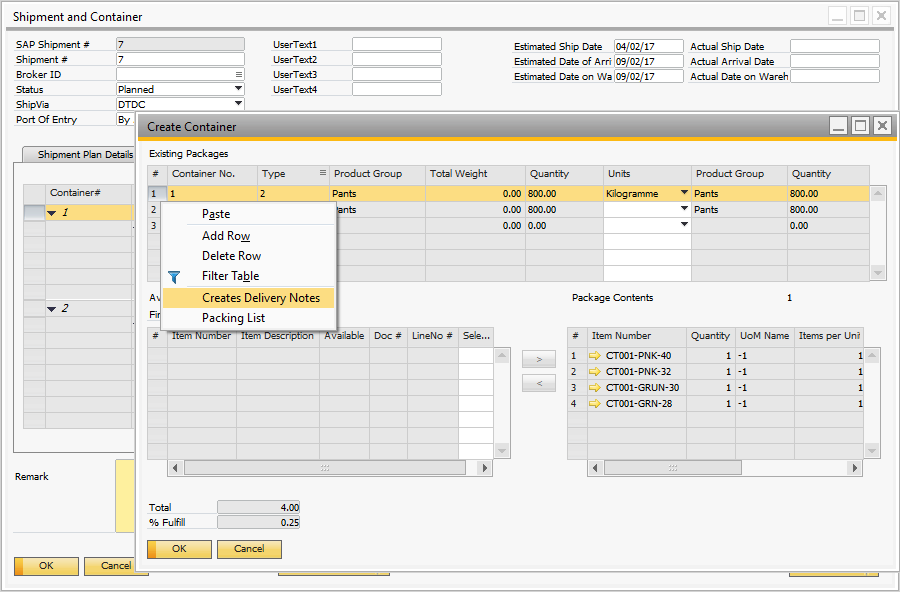 Shipment and Container
SAP Shipment # 7 UserText1 Estimated Ship Date 04/02/17 Actual Ship Date
Shipment # 7 UserText2 Estimated Date of Arri 09/02/17 Actual Arrival Date
Broker ID UserText3 Estimated Date on Wa 09/02/17 Actual Date on Wareh
Status Planned UserText4
ShipVia DTDC
Port Of Entry By
Shipment Plan Details
Container#
1
2
Remark
OK Cancel
Create Container
Existing Packages
# Container No. Type Product Group Total Weight Quantity Units Product Group Quantity
1 1 2 Pants 0.00 800.00 Kilogramme Pants 800.00
2 Pants 0.00 800.00 Pants 800.00
3 0.00 0.00 0.00
Paste
Add Row
Delete Row
Filter Table
Creates Delivery Notes
Packing List
Package Contents 1
# Item Number Item Description Available Doc # LineNo # Sele...
> 
<
# Item Number Quantity UoM Name Items per Unit
1 CT001-PNK-40 1 -1 1
2 CT001-PNK-32 1 -1 1
3 CT001-GRUN-30 1 -1 1
4 CT001-GRN-28 1 -1 1
Total 4.00
% Fulfill 0.25
OK Cancel